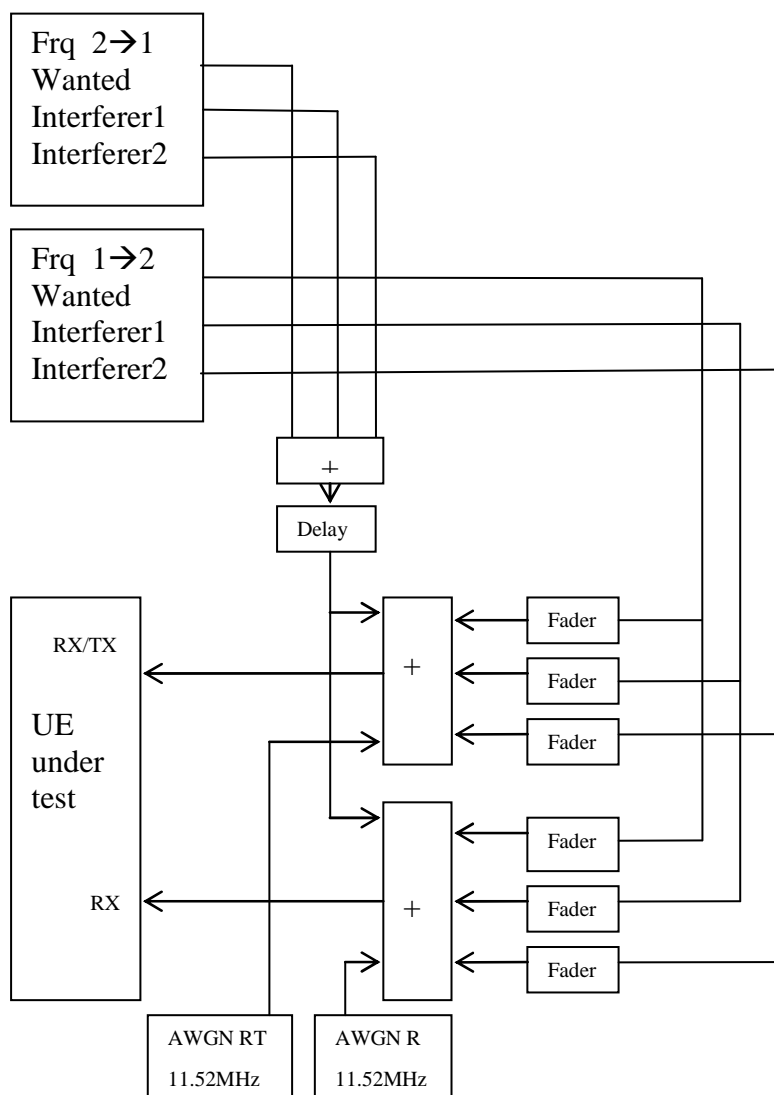 Frq 2→1
Wanted
Interferer1
Interferer2
Frq 1→2
Wanted
Interferer1
Interferer2
+
Delay
RX/TX
UE
under
test
RX
+
Fader
Fader
Fader
+
Fader
Fader
Fader
AWGN RT
11.52MHz
AWGN R
11.52MHz